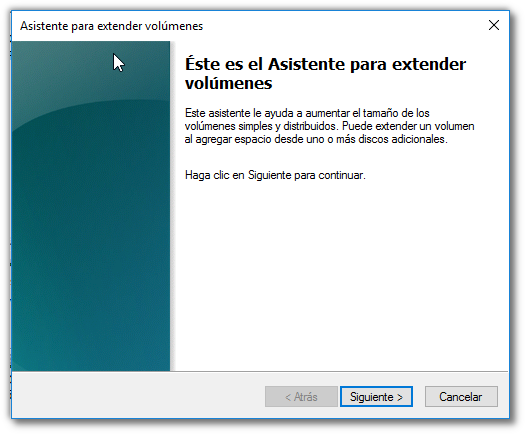 Asistente para extender volúmenes
Éste es el Asistente para extender
volúmenes
Este asistente le ayuda a aumentar el tamaño de los
volúmenes simples y distribuidos. Puede extender un volumen
al agregar espacio desde uno o más discos adicionales.
Haga clic en Siguiente para continuar.
< Atrás
Siguiente >
Cancelar